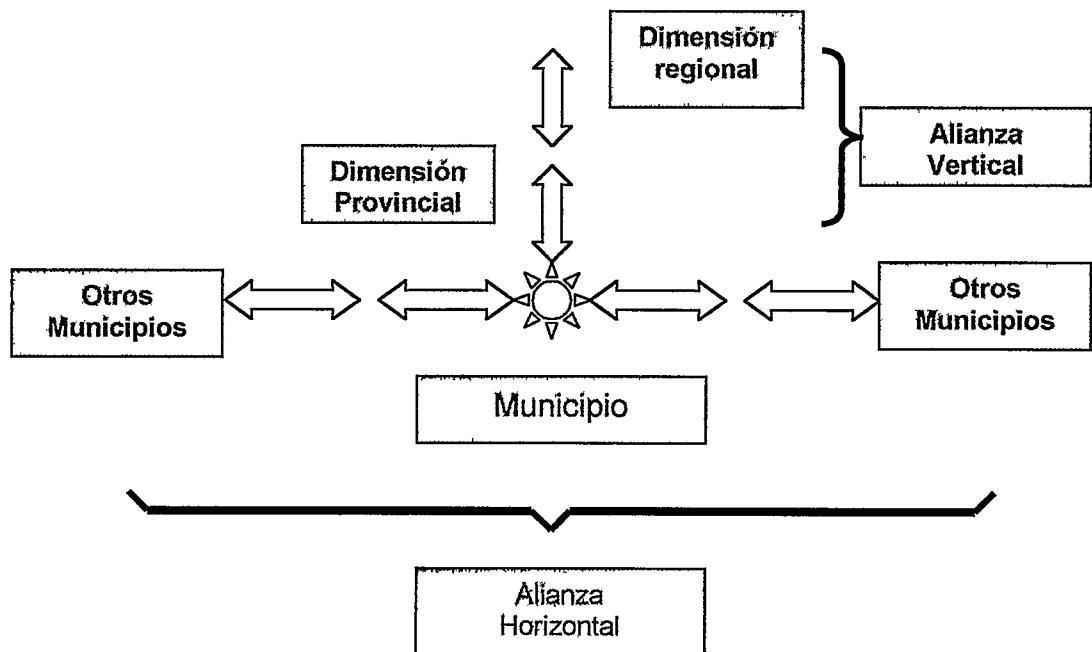 Dimensión
regional
Alianza
Vertical
Dimensión
Provincial
Otros
Municipios
Otros
Municipios
Municipio
Alianza
Horizontal